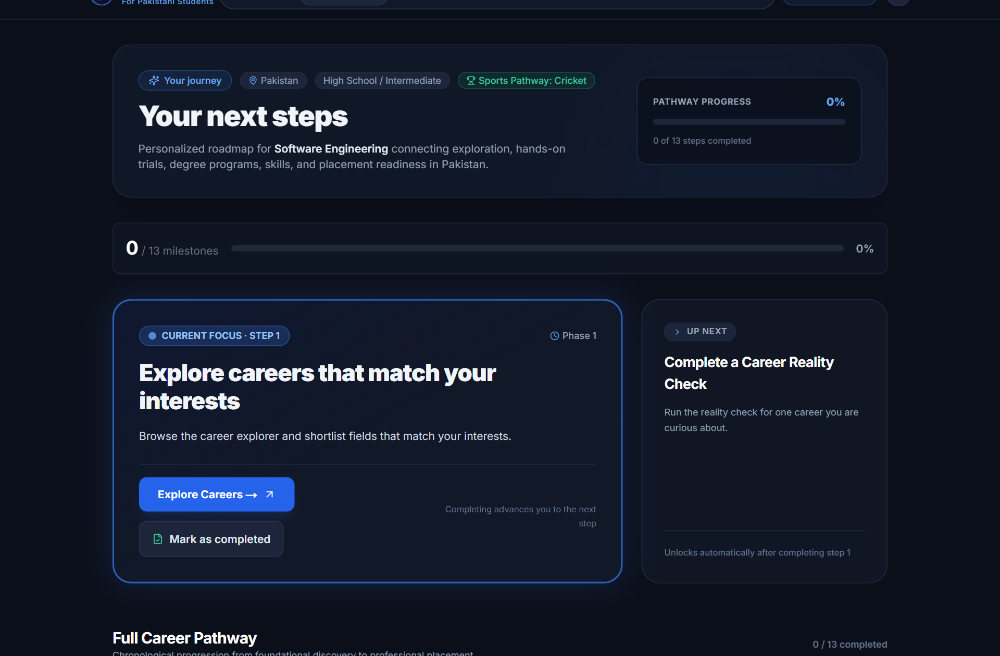 For Pakistani Students
Your journey
Pakistan
High School / Intermediate
Sports Pathway: Cricket
Your next steps
Personalized roadmap for Software Engineering connecting exploration, hands-on
trials, degree programs, skills, and placement readiness in Pakistan.
PATHWAY PROGRESS
0%
0 of 13 steps completed
0 / 13 milestones
0%
CURRENT FOCUS · STEP 1
Phase 1
Explore careers that match your
interests
Browse the career explorer and shortlist fields that match your interests.
Explore Careers →
Mark as completed
Completing advances you to the next
step
UP NEXT
Complete a Career Reality
Check
Run the reality check for one career you are
curious about.
Unlocks automatically after completing step 1
Full Career Pathway
0 / 13 completed
Chronological progression from foundational discovery to professional placement